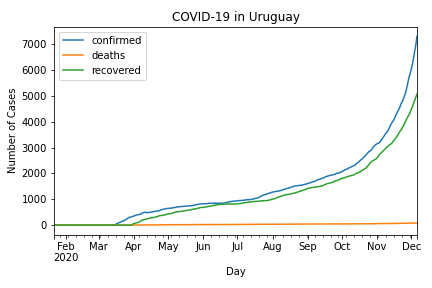 COVID-19 in Uruguay
confirmed
deaths
recovered
7000
6000
5000
4000
3000
2000
1000
0
Number of Cases
Feb Mar Apr May Jun Jul Aug Sep Oct Nov Dec
2020
Day